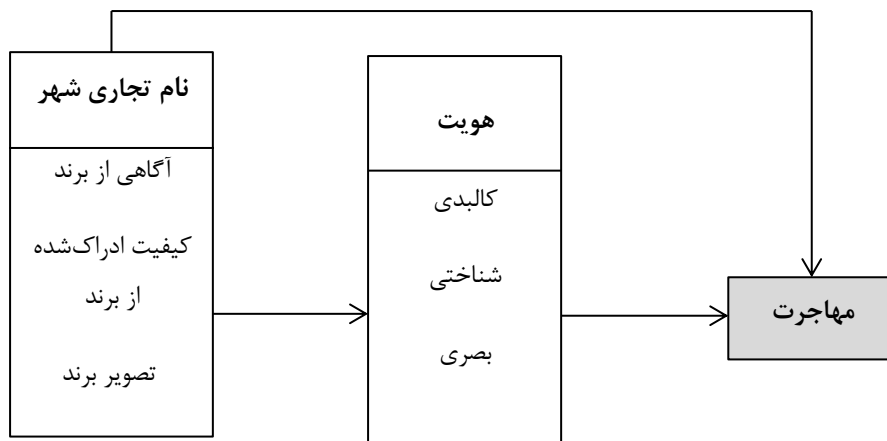 نام تجاری شهر
آگاهی از برند
کیفیت ادراک‌شده
از برند
تصویر برند
هویت
کالبدی
شناختی
بصری
مهاجرت